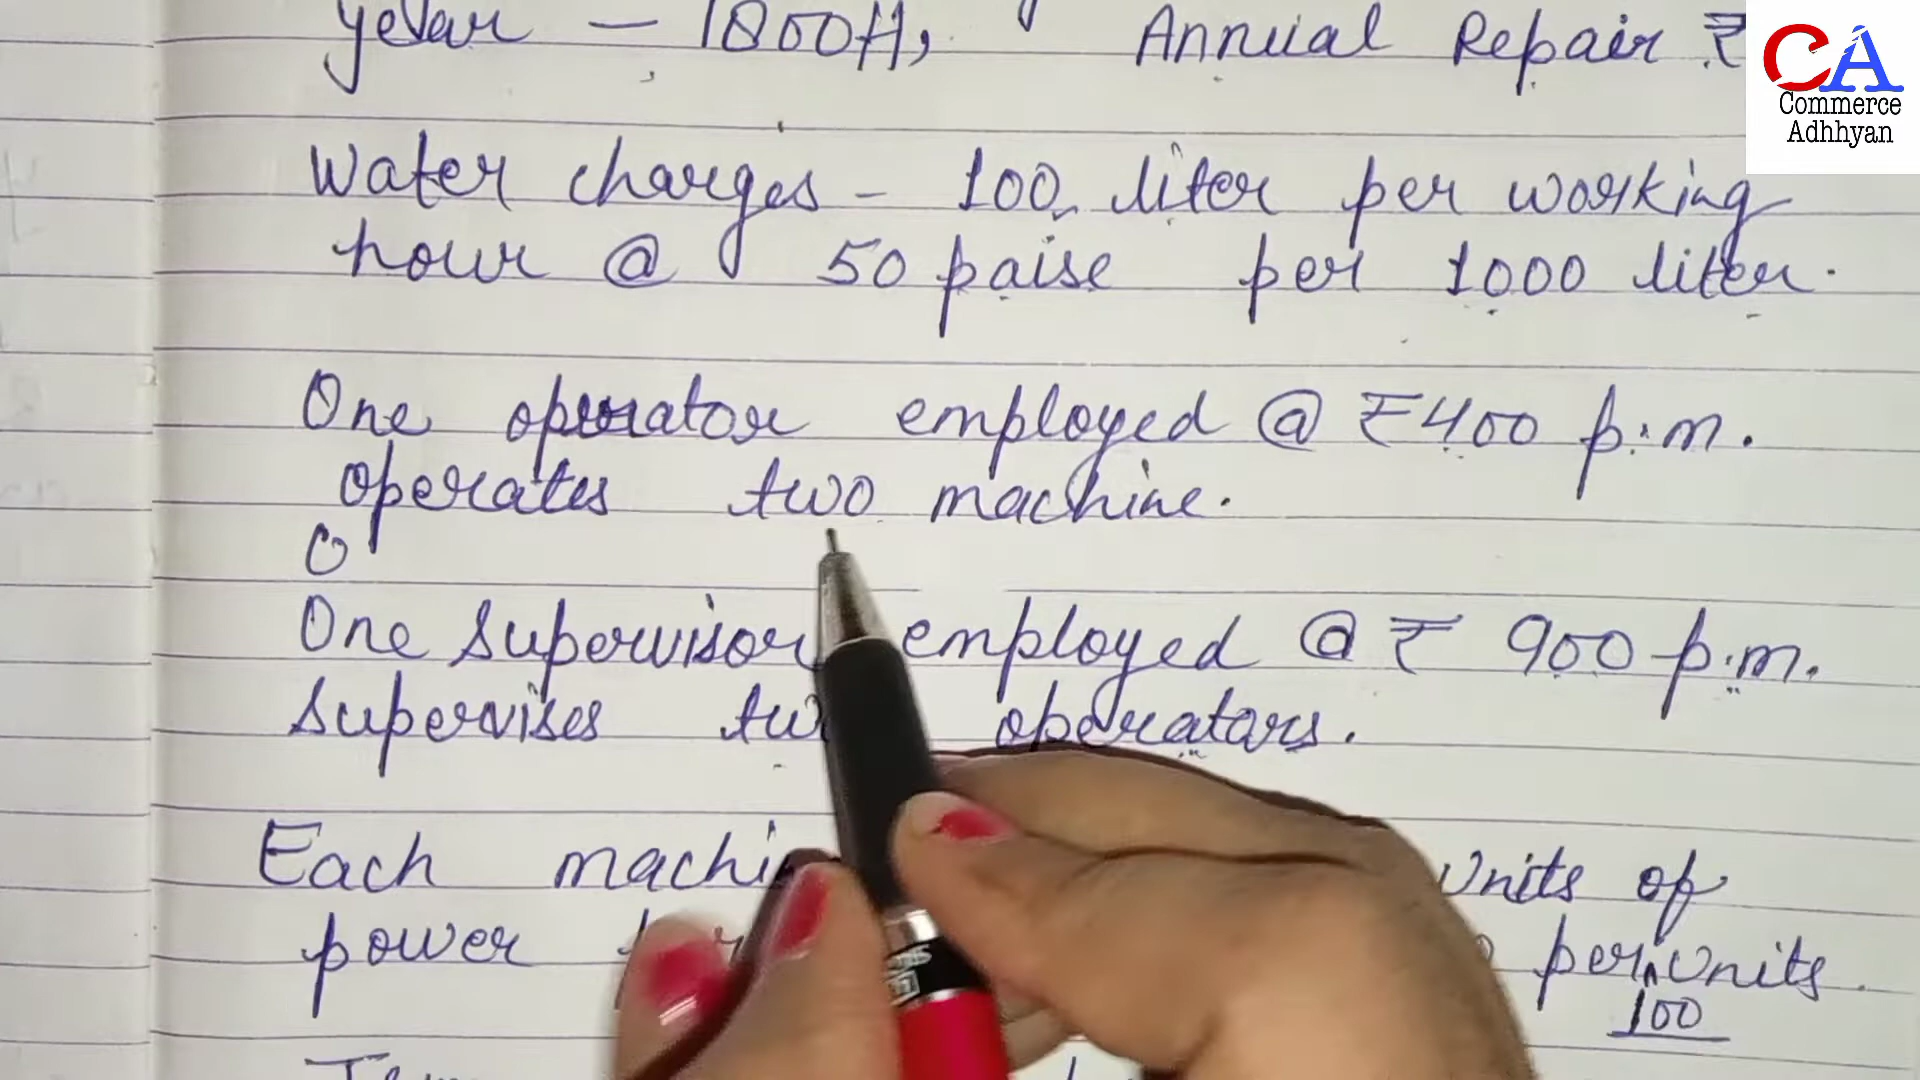 year – 1800H, Annual Repair ₹
CA
Commerce
Adhhyan
Water charges – 100 liter per working
hour @ 50 paise per 1000 liter.
One operator employed @ ₹400 p.m.
operates two machine.
O
One supervisor employed @ ₹ 900 p.m.
supervises operators.
Each units of
power per units.
100